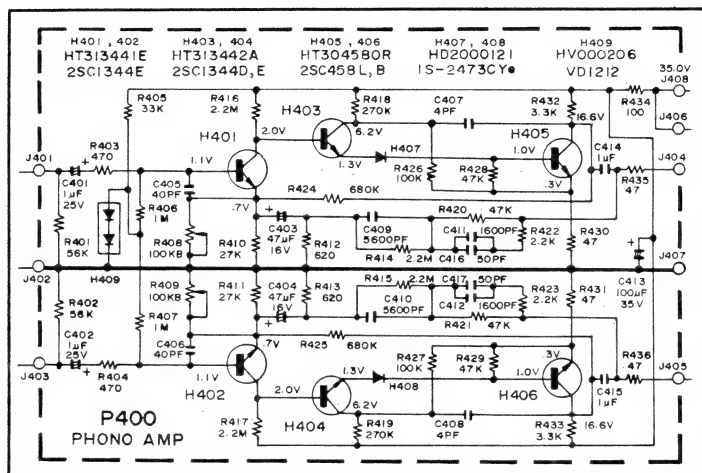 H401, 402
HT313441E
2SC1344E
H403, 404
HT313442A
2SC1344D, E
H405, 406
HT304580R
2SC458L, B
H407, 408
HD2000121
1S-2473CYe
H409
HV000206
VD1212
35.0V
J408
R405
33K
R416
2.2M
H403
R418
270K
C407
4PF
R432
3.3K
R434
100
J406
6.2V
16.6V
H401
2.0V
H407
H405
J401
R403
470
1.1V
1.3V
1.0V
C414
1μF
J404
C401
1μF
25V
C405
40PF
R424
680K
R426
100K
R428
47K
.3V
R435
47
.7V
R406
1M
R420
47K
R401
56K
R408
100KB
R410
27K
C403
47μF
16V
R412
620
C409
5600PF
C411
1600PF
R422
2.2K
R430
47
R414
2.2M
C416
50PF
J402
H409
J407
R402
56K
R409
100KB
R411
27K
C404
47μF
16V
R413
620
R415
2.2M
C417
50PF
R423
2.2K
R431
47
C413
100μF
35V
C410
5600PF
C412
1600PF
R407
1M
R421
47K
C402
1μF
25V
C406
40PF
.7V
R425
680K
R427
100K
R429
47K
.3V
R436
47
J403
R404
470
1.1V
1.3V
H408
1.0V
J405
H402
2.0V
H406
C415
1μF
6.2V
P400
PHONO AMP
R417
2.2M
H404
R419
270K
C408
4PF
R433
3.3K
16.6V